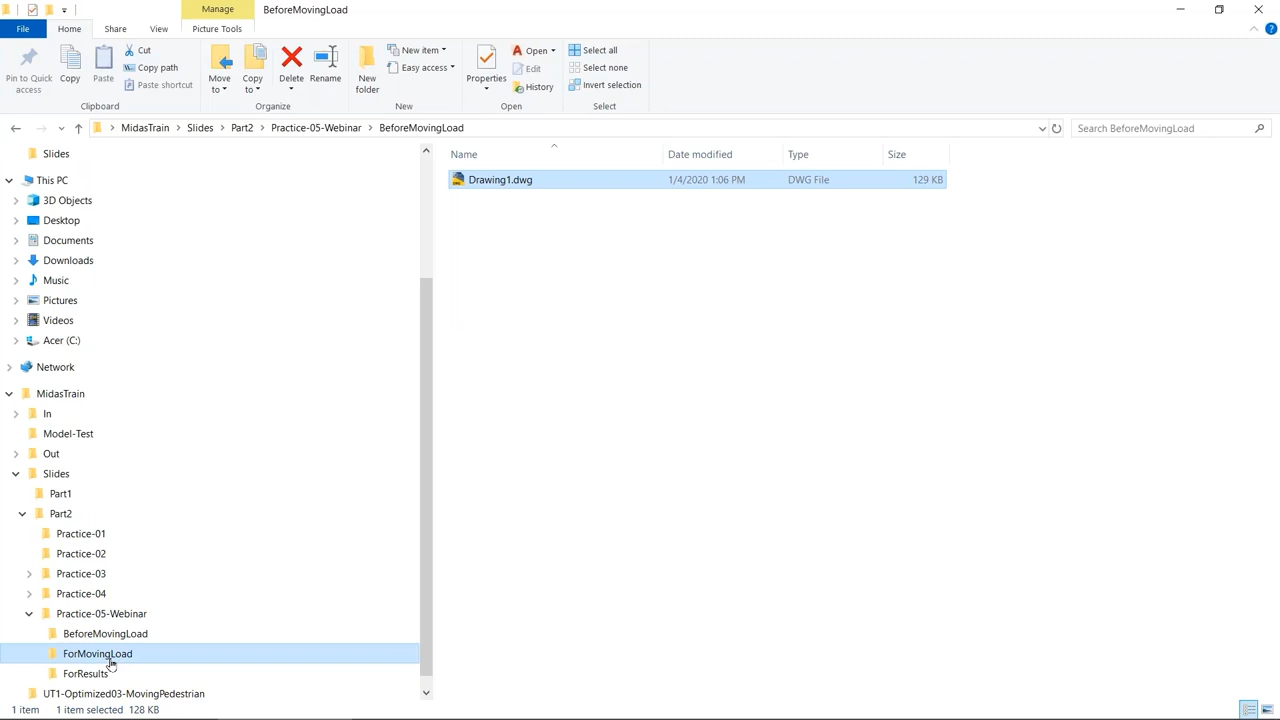 Manage
BeforeMovingLoad
File
Home
Share
View
Picture Tools
Pin to Quick access
Copy
Paste
Cut
Copy path
Paste shortcut
Clipboard
Move to
Copy to
Delete
Rename
Organize
New folder
New item
Easy access
New
Properties
Open
Edit
History
Open
Select all
Select none
Invert selection
Select
MidasTrain
Slides
Part2
Practice-05-Webinar
BeforeMovingLoad
Search BeforeMovingLoad
Name
Date modified
Type
Size
Drawing1.dwg
1/4/2020 1:06 PM
DWG File
129 KB
Slides
This PC
3D Objects
Desktop
Documents
Downloads
Music
Pictures
Videos
Acer (C:)
Network
MidasTrain
In
Model-Test
Out
Slides
Part1
Part2
Practice-01
Practice-02
Practice-03
Practice-04
Practice-05-Webinar
BeforeMovingLoad
ForMovingLoad
ForResults
UT1-Optimized03-MovingPedestrian
1 item
1 item selected 128 KB